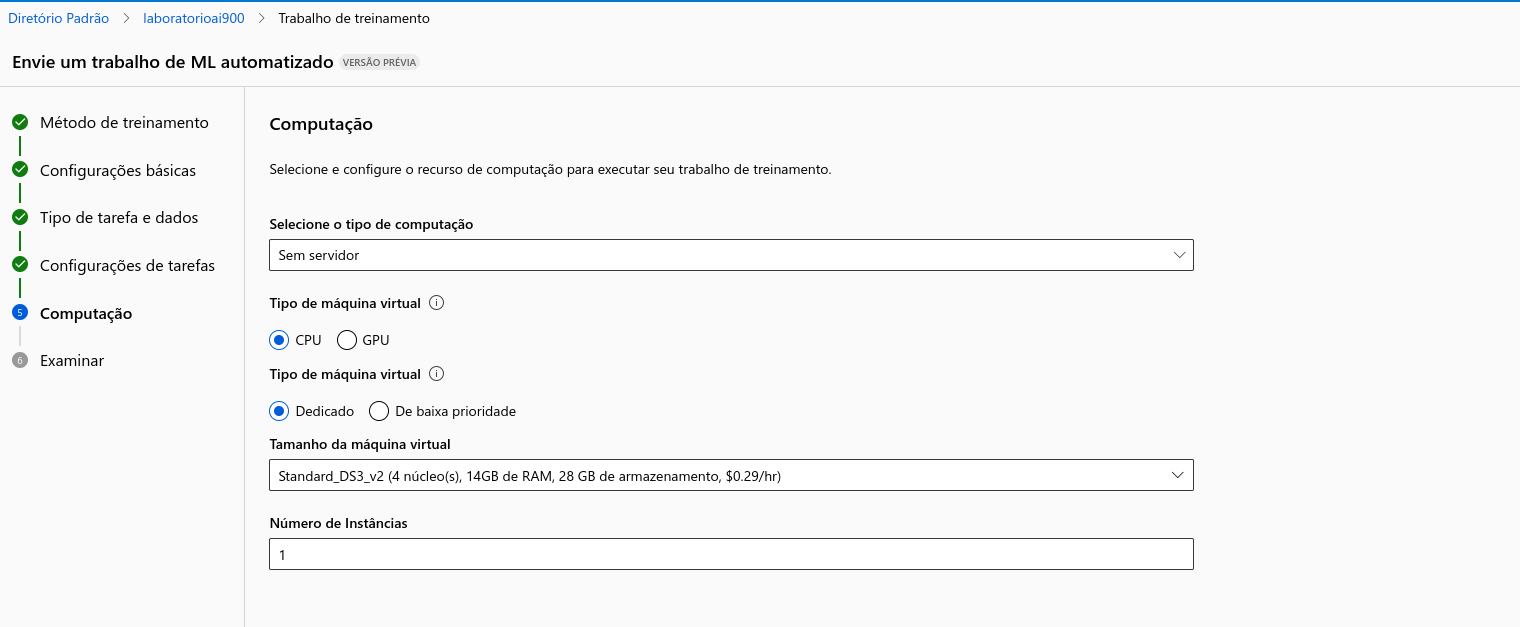 Diretório Padrão > laboratorioai900 > Trabalho de treinamento
Envie um trabalho de ML automatizado VERSÃO PRÉVIA
Método de treinamento
Configurações básicas
Tipo de tarefa e dados
Configurações de tarefas
5 Computação
6 Examinar
Computação
Selecione e configure o recurso de computação para executar seu trabalho de treinamento.
Selecione o tipo de computação
Sem servidor
Tipo de máquina virtual
CPU GPU
Tipo de máquina virtual
Dedicado De baixa prioridade
Tamanho da máquina virtual
Standard_DS3_v2 (4 núcleo(s), 14GB de RAM, 28 GB de armazenamento, $0.29/hr)
Número de Instâncias
1